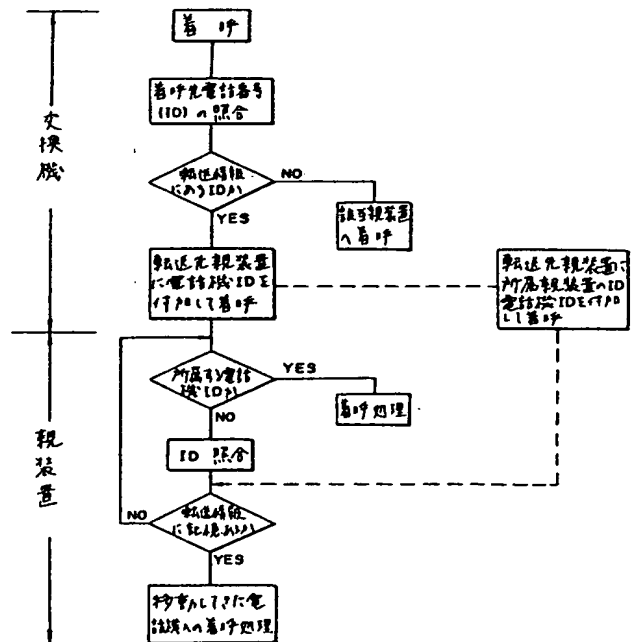 着呼
着呼先電話番号
(ID)の照合
転送情報
にあるIDか
NO
YES
該当親装置
へ着呼
転送先親装置
に電話機IDを
付加して着呼
転送先親装置に
所属親装置のID
電話機IDを付加
して着呼
交換機
所属する電話
機IDか
YES
NO
着呼処理
ID 照合
転送情報
に記憶あるか
NO
YES
移動してきた電
話機への着呼処理
親装置